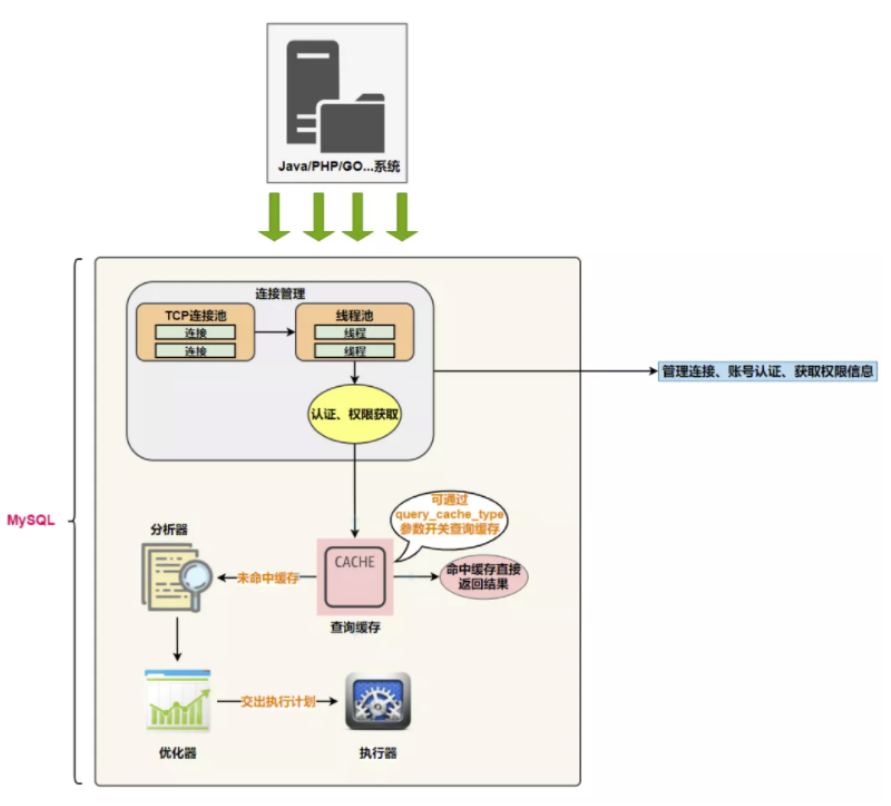 Java/PHP/GO...系统
连接管理
TCP连接池
连接
连接
线程池
线程
线程
认证、权限获取
管理连接、账号认证、获取权限信息
MySQL
可通过
query_cache_type
参数开关查询缓存
分析器
CACHE
未命中缓存
命中缓存直接
返回结果
查询缓存
交出执行计划
优化器
执行器